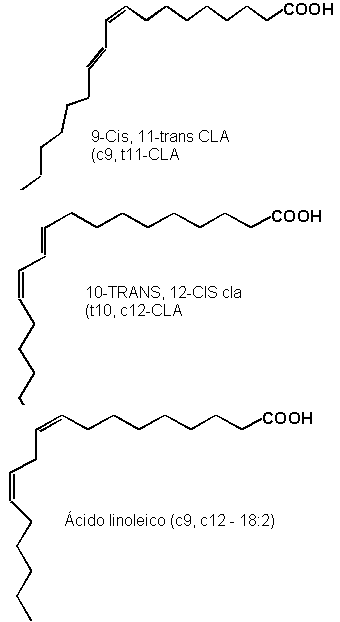 COOH
9-Cis, 11-trans CLA
(c9, t11-CLA
COOH
10-TRANS, 12-CIS cla
(t10, c12-CLA
COOH
Ácido linoleico (c9, c12 - 18:2)